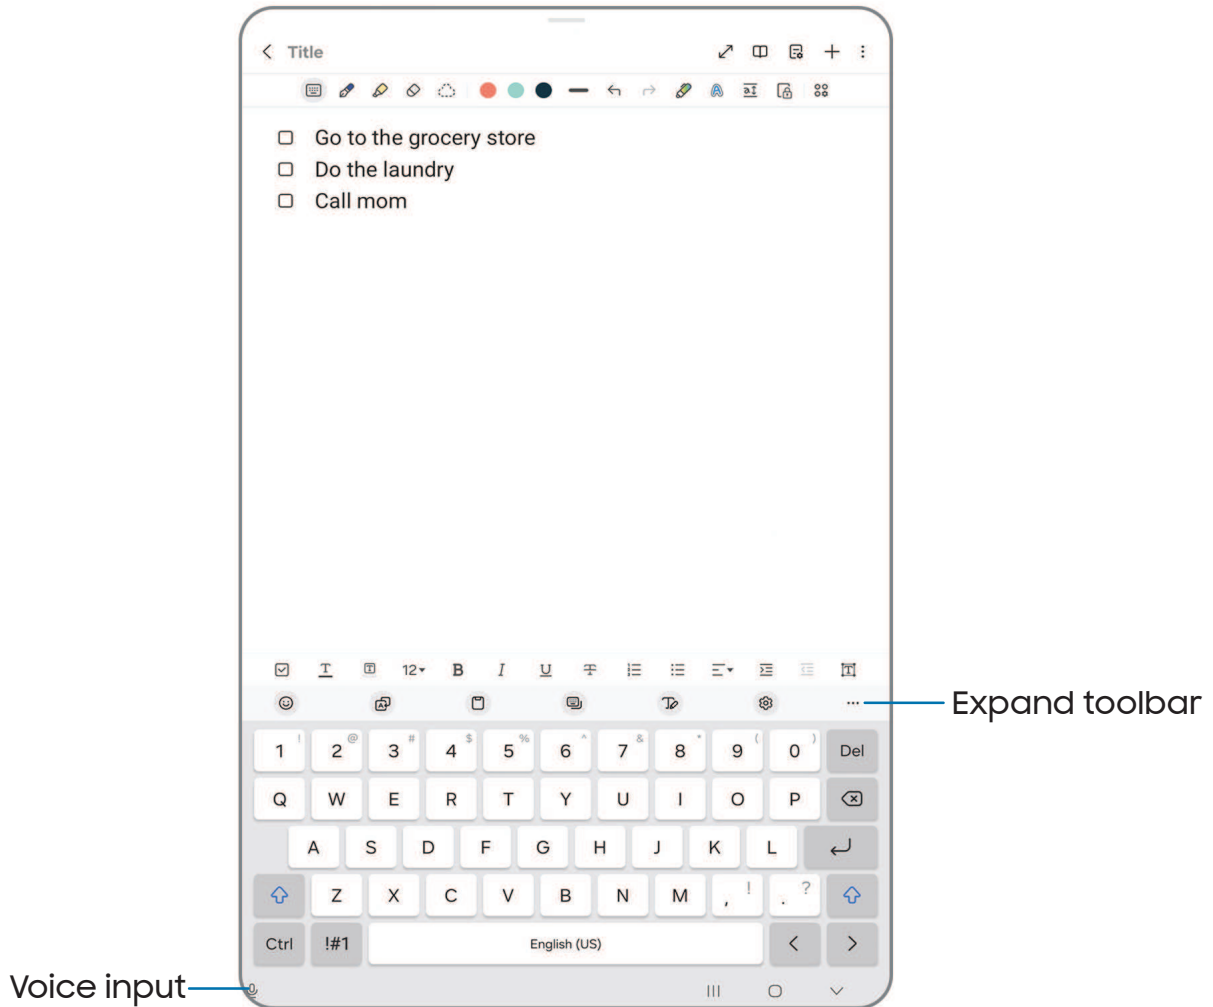 Title
Go to the grocery store
Do the laundry
Call mom
T T 12 B I U T T
Expand toolbar
1 ! 2 @ 3 # 4 $ 5 % 6 ^ 7 & 8 * 9 ( 0 ) Del
Q W E R T Y U I O P
A S D F G H J K L
Z X C V B N M , ! . ?
Ctrl !#1 English (US) < >
Voice input